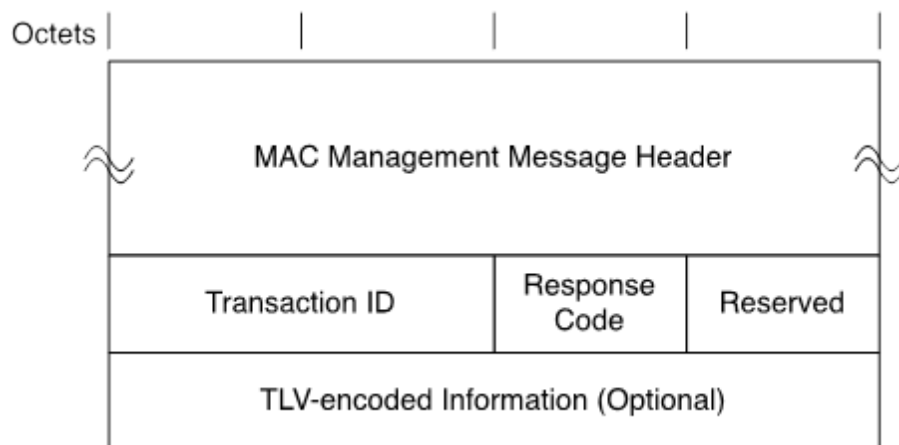 Octets
MAC Management Message Header
Transaction ID
Response
Code
Reserved
TLV-encoded Information (Optional)